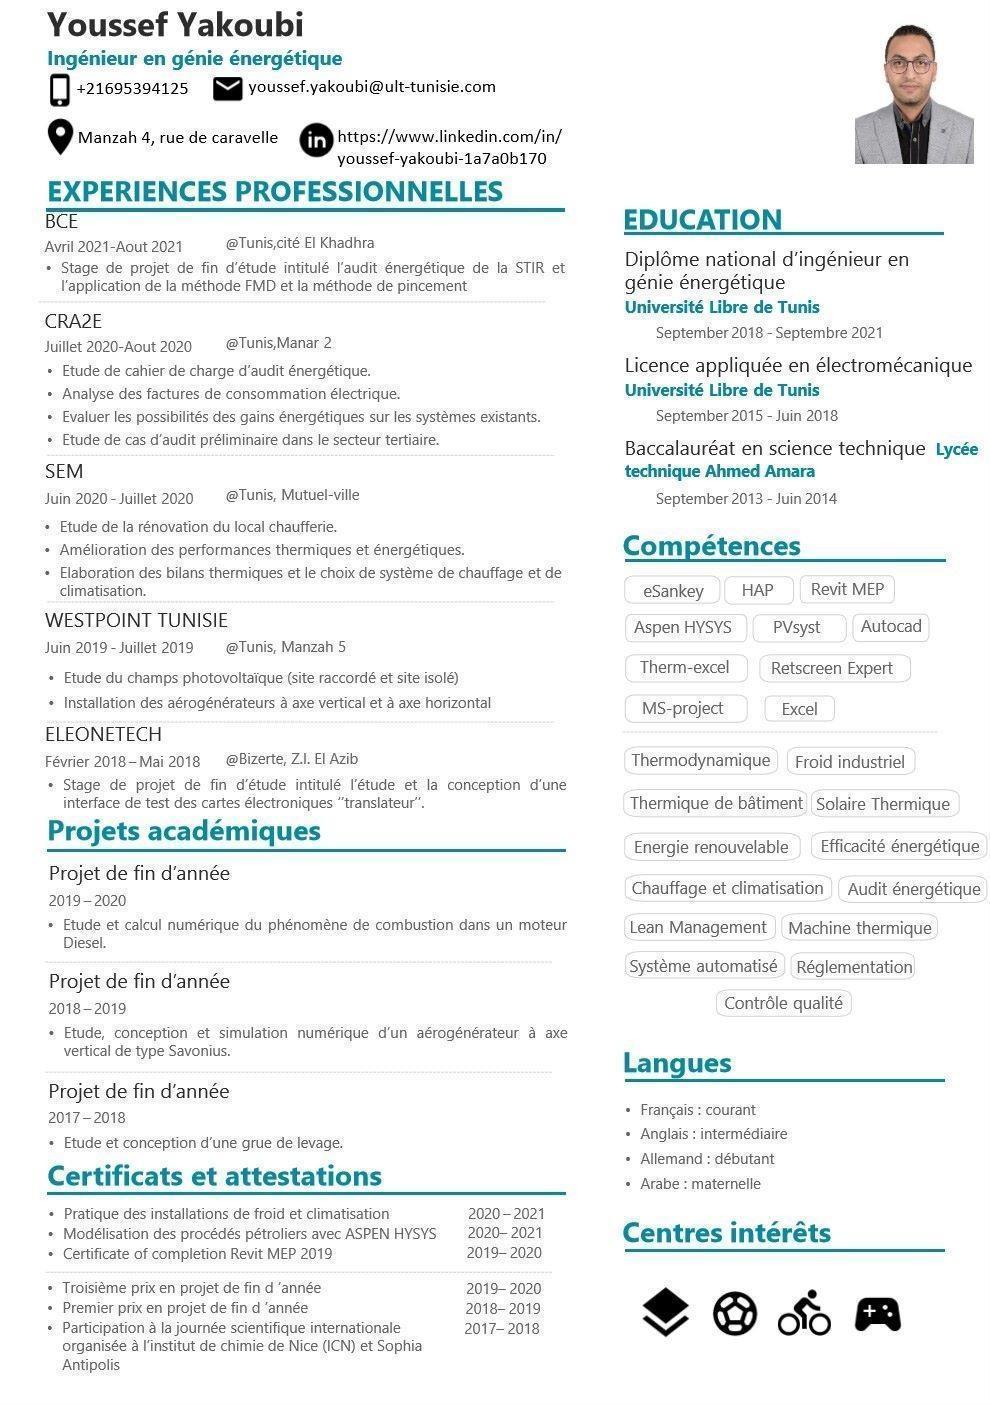 Youssef Yakoubi
Ingénieur en génie énergétique
+21695394125
youssef.yakoubi@ult-tunisie.com
Manzah 4, rue de caravelle
https://www.linkedin.com/in/
youssef-yakoubi-1a7a0b170
EXPERIENCES PROFESSIONNELLES
BCE
Avril 2021-Aout 2021 @Tunis,cité El Khadhra
• Stage de projet de fin d’étude intitulé l’audit énergétique de la STIR et
l’application de la méthode FMD et la méthode de pincement
CRA2E
Juillet 2020-Aout 2020 @Tunis,Manar 2
• Etude de cahier de charge d’audit énergétique.
• Analyse des factures de consommation électrique.
• Evaluer les possibilités des gains énergétiques sur les systèmes existants.
• Etude de cas d’audit préliminaire dans le secteur tertiaire.
SEM
Juin 2020 - Juillet 2020 @Tunis, Mutuel-ville
• Etude de la rénovation du local chaufferie.
• Amélioration des performances thermiques et énergétiques.
• Elaboration des bilans thermiques et le choix de système de chauffage et de
climatisation.
WESTPOINT TUNISIE
Juin 2019 - Juillet 2019 @Tunis, Manzah 5
• Etude du champs photovoltaïque (site raccordé et site isolé)
• Installation des aérogénérateurs à axe vertical et à axe horizontal
ELEONETECH
Février 2018 – Mai 2018 @Bizerte, Z.I. El Azib
• Stage de projet de fin d’étude intitulé l’étude et la conception d’une
interface de test des cartes électroniques ‘’translateur’’.
Projets académiques
Projet de fin d’année
2019 – 2020
• Etude et calcul numérique du phénomène de combustion dans un moteur
Diesel.
Projet de fin d’année
2018 – 2019
• Etude, conception et simulation numérique d’un aérogénérateur à axe
vertical de type Savonius.
Projet de fin d’année
2017 – 2018
• Etude et conception d’une grue de levage.
Certificats et attestations
• Pratique des installations de froid et climatisation 2020 – 2021
• Modélisation des procédés pétroliers avec ASPEN HYSYS 2020– 2021
• Certificate of completion Revit MEP 2019 2019– 2020
• Troisième prix en projet de fin d ’année 2019– 2020
• Premier prix en projet de fin d ’année 2018– 2019
• Participation à la journée scientifique internationale 2017– 2018
organisée à l’institut de chimie de Nice (ICN) et Sophia
Antipolis
EDUCATION
Diplôme national d’ingénieur en
génie énergétique
Université Libre de Tunis
September 2018 - Septembre 2021
Licence appliquée en électromécanique
Université Libre de Tunis
September 2015 - Juin 2018
Baccalauréat en science technique Lycée
technique Ahmed Amara
September 2013 - Juin 2014
Compétences
eSankey HAP Revit MEP
Aspen HYSYS PVsyst Autocad
Therm-excel Retscreen Expert
MS-project Excel
Thermodynamique Froid industriel
Thermique de bâtiment Solaire Thermique
Energie renouvelable Efficacité énergétique
Chauffage et climatisation Audit énergétique
Lean Management Machine thermique
Système automatisé Réglementation
Contrôle qualité
Langues
• Français : courant
• Anglais : intermédiaire
• Allemand : débutant
• Arabe : maternelle
Centres intérêts